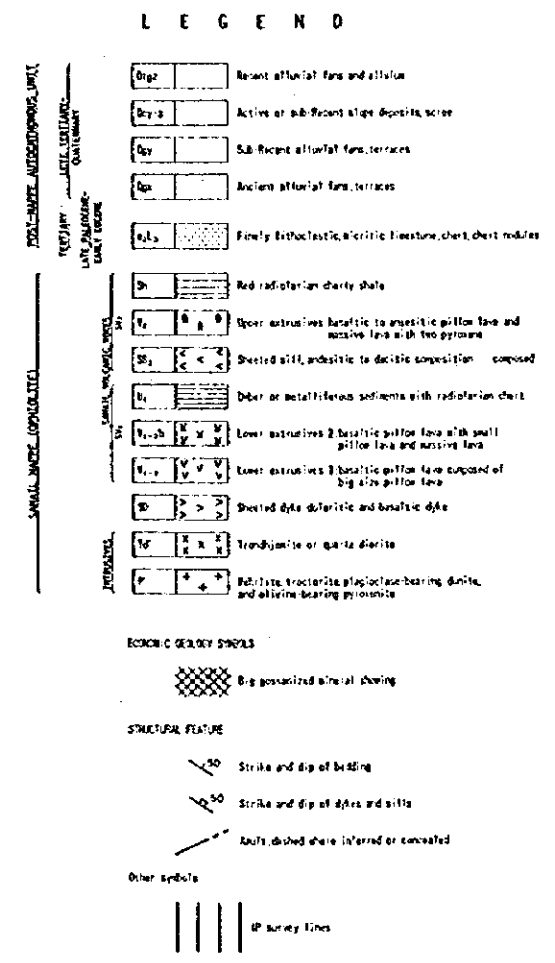 L E G E N D
POST-NAPPE AUTOCHTHONOUS UNIT
LATE TERTIARY-
QUATERNARY
Recent alluvial fans and
Active or sub-Recent slope deposits, scree
Sub-Recent alluvial fans, terraces
Ancient alluvial fans, terraces
TERTIARY
LATE PALEOCENE-
EARLY EOCENE
Finely lithoclastic, micritic limestone, chert, chert nodules
SAMAIL NAPPE (OPHIOLITE)
SAMAIL VOLCANIC ROCKS
Sh Red radiolarian cherty shale
Upper extrusives basaltic to andesitic pillow lava and
massive lava with two pyroxene
Sheeted sill, andesitic to dacitic composition composed
Umber or metalliferous sediments with radiolarian chert
Lower extrusives 2, basaltic pillow lava with small
pillow lava and massive lava
Lower extrusives 1, basaltic pillow lava composed of
big size pillow lava
SD Sheeted dyke doleritic and basaltic dyke
INTRUSIVES
Td Trondhjemite or quartz diorite
P troctorite, plagioclase-bearing dunite,
and olivine-bearing pyroxenite
ECONOMIC GEOLOGY SYMBOLS
Big gossanized mineral showing
STRUCTURAL FEATURE
50 Strike and dip of bedding
50 Strike and dip of dykes and sills
Fault, dashed where inferred or concealed
Other symbols
IP survey lines